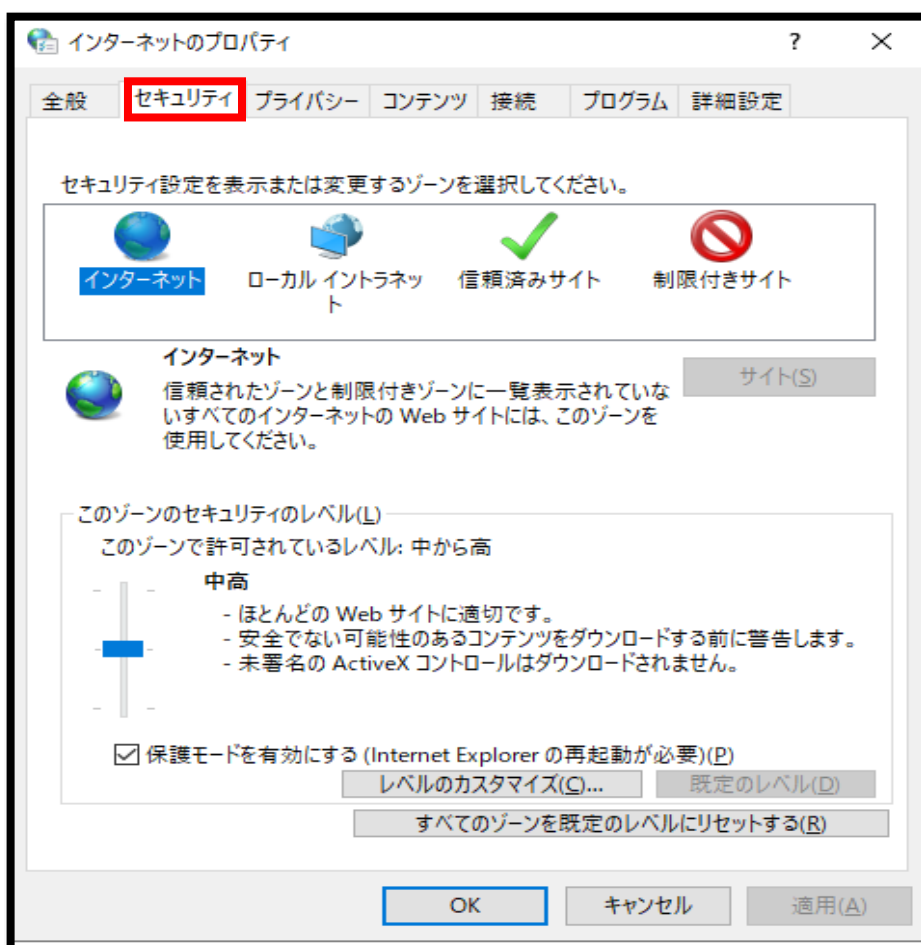 インターネットのプロパティ
?
全般 セキュリティ プライバシー コンテンツ 接続 プログラム 詳細設定
セキュリティ設定を表示または変更するゾーンを選択してください。
インターネット
ローカル イントラネッ
ト
信頼済みサイト
制限付きサイト
インターネット
サイト(S)
信頼されたゾーンと制限付きゾーンに一覧表示されていな
いすべてのインターネットの Web サイトには、このゾーンを
使用してください。
このゾーンのセキュリティのレベル(L)
このゾーンで許可されているレベル: 中から高
中高
- ほとんどの Web サイトに適切です。
- 安全でない可能性のあるコンテンツをダウンロードする前に警告します。
- 未署名の ActiveX コントロールはダウンロードされません。
保護モードを有効にする (Internet Explorer の再起動が必要)(P)
レベルのカスタマイズ(C)... 既定のレベル(D)
すべてのゾーンを既定のレベルにリセットする(R)
OK キャンセル 適用(A)